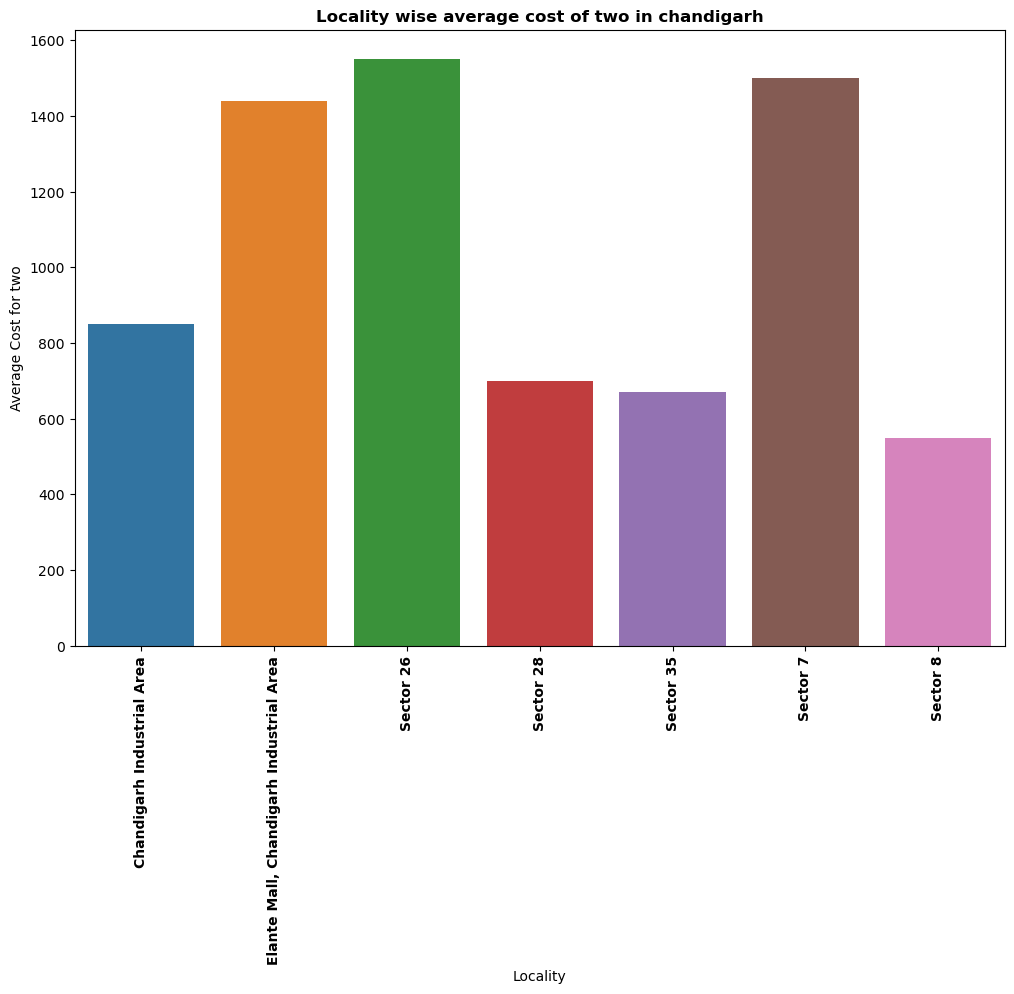 Locality wise average cost of two in chandigarh
Average Cost for two
1600
1400
1200
1000
800
600
400
200
0
Chandigarh Industrial Area
Elante Mall, Chandigarh Industrial Area
Sector 26
Sector 28
Sector 35
Sector 7
Sector 8
Locality